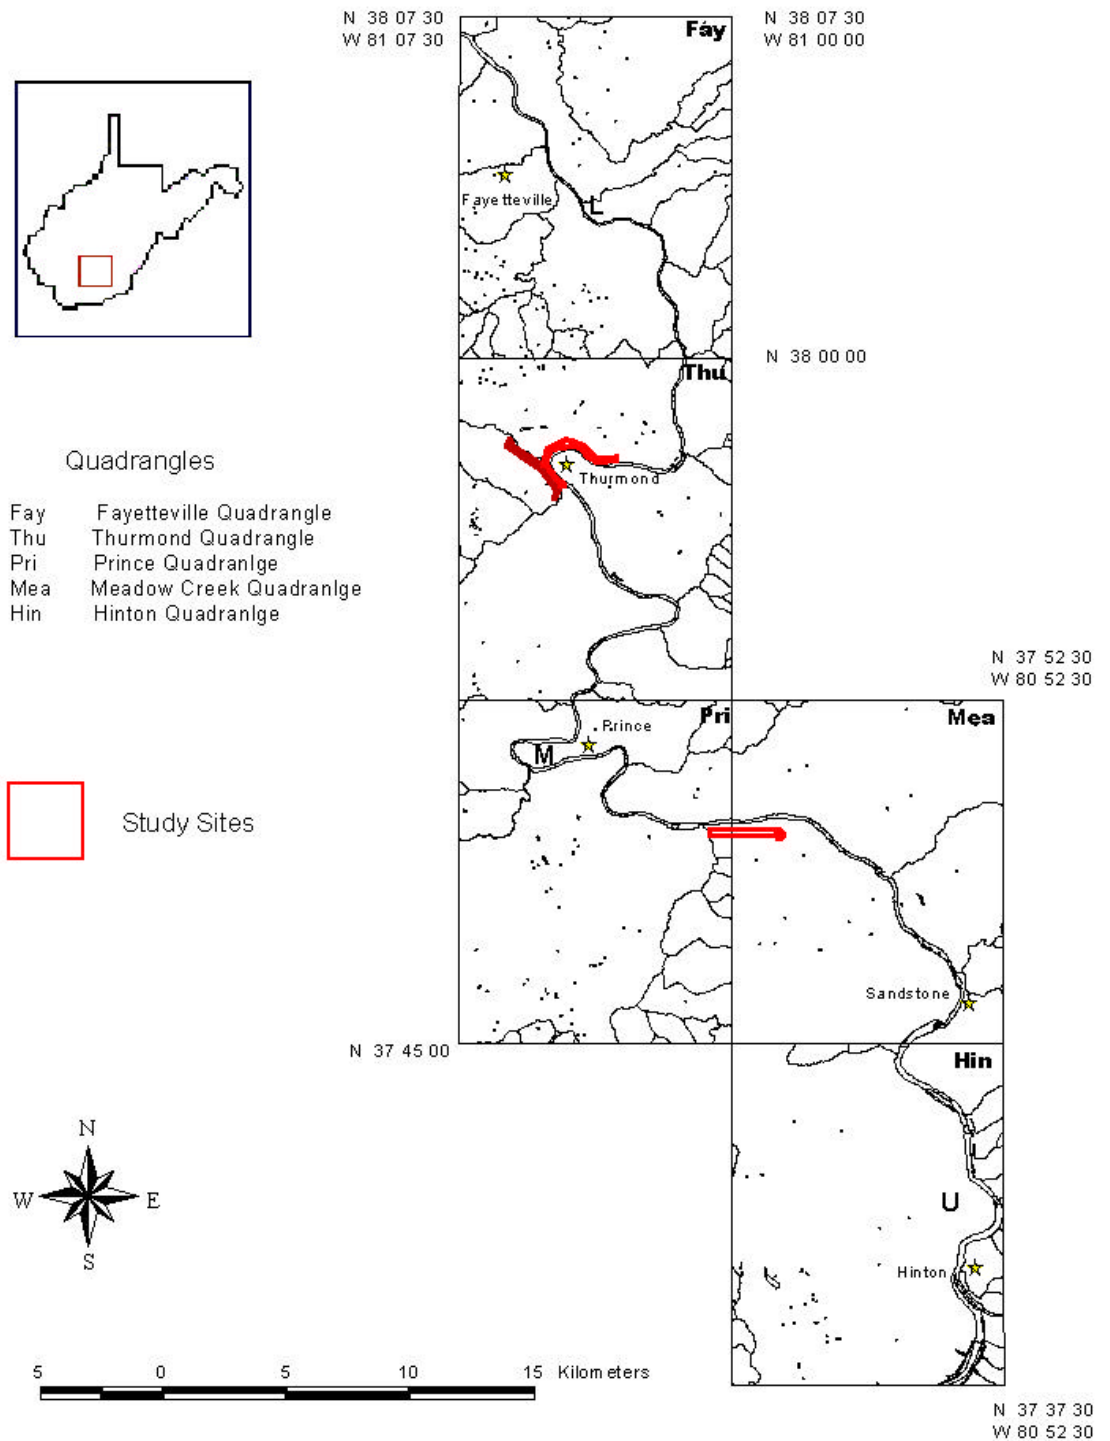 N 38 07 30
W 81 07 30
N 38 07 30
W 81 00 00
Fay
Fayetteville
L
N 38 00 00
Thu
Thurmond
Quadrangles
Fay Fayetteville Quadrangle
Thu Thurmond Quadrangle
Pri Prince Quadranlge
Mea Meadow Creek Quadranlge
Hin Hinton Quadranlge
N 37 52 30
W 80 52 30
Pri
Mea
Prince
M
Study Sites
Sandstone
N 37 45 00
Hin
N
W E
S
U
Hinton
5 0 5 10 15 Kilometers
N 37 37 30
W 80 52 30